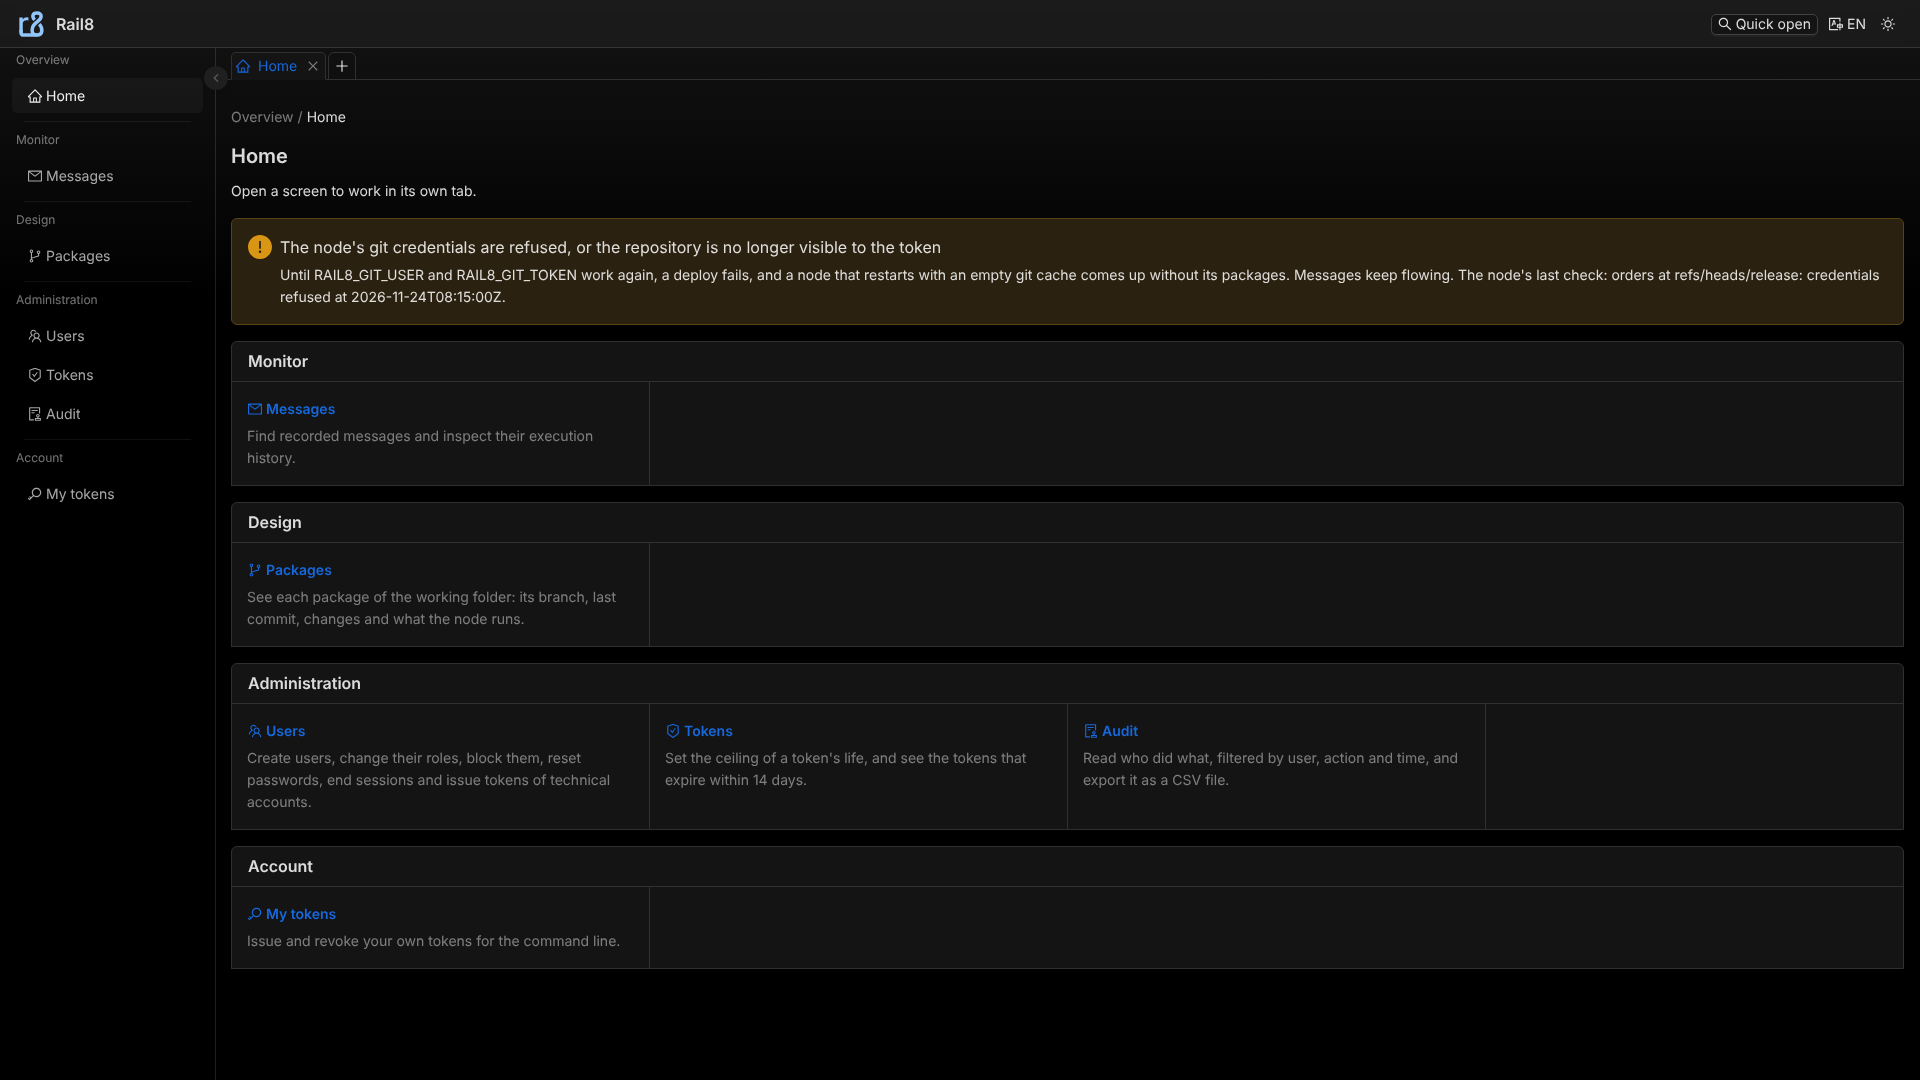 Rail8
Quick open
EN
Overview
Home
Monitor
Messages
Design
Packages
Administration
Users
Tokens
Audit
Account
My tokens
Home
Overview / Home
Home
Open a screen to work in its own tab.
The node's git credentials are refused, or the repository is no longer visible to the token
Until RAIL8_GIT_USER and RAIL8_GIT_TOKEN work again, a deploy fails, and a node that restarts with an empty git cache comes up without its packages. Messages keep flowing. The node's last check: orders at refs/heads/release: credentials
refused at 2026-11-24T08:15:00Z.
Monitor
Messages
Find recorded messages and inspect their execution
history.
Design
Packages
See each package of the working folder: its branch, last
commit, changes and what the node runs.
Administration
Users
Create users, change their roles, block them, reset
passwords, end sessions and issue tokens of technical
accounts.
Tokens
Set the ceiling of a token's life, and see the tokens that
expire within 14 days.
Audit
Read who did what, filtered by user, action and time, and
export it as a CSV file.
Account
My tokens
Issue and revoke your own tokens for the command line.